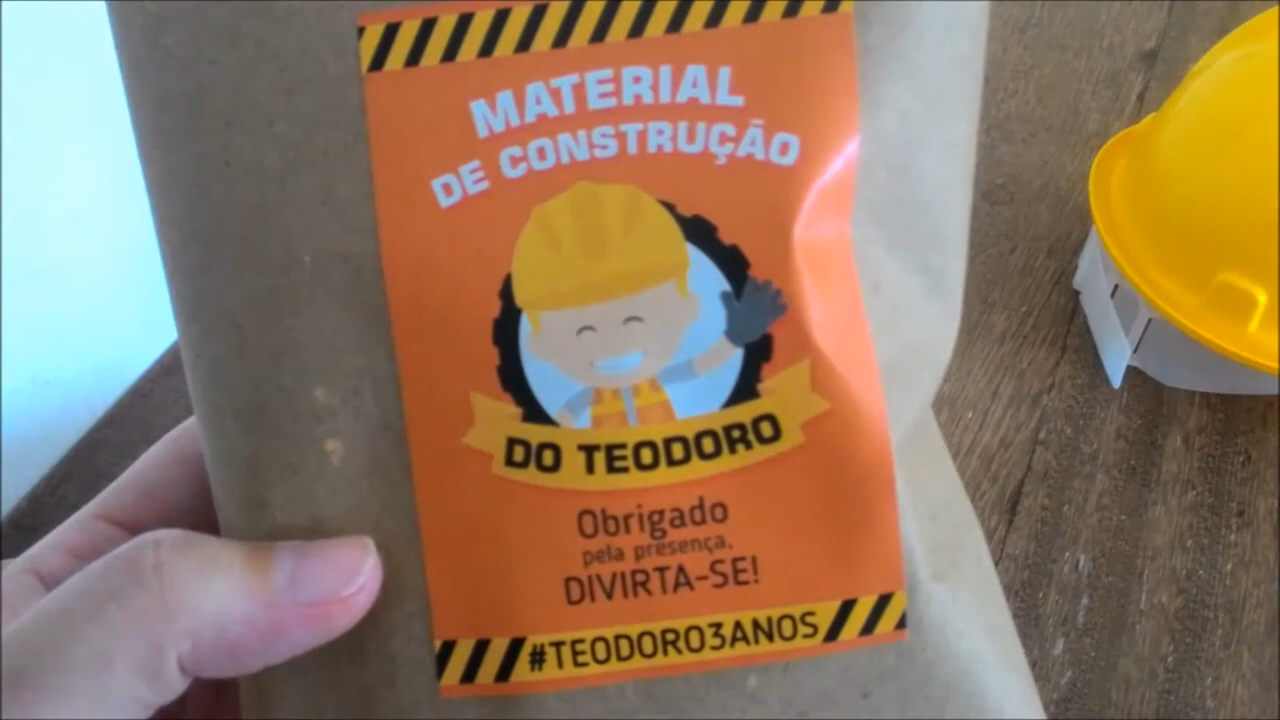 MATERIAL
DE CONSTRUÇÃO
DO TEODORO
Obrigado
pela presença,
DIVIRTA-SE!
#TEODORO3ANOS